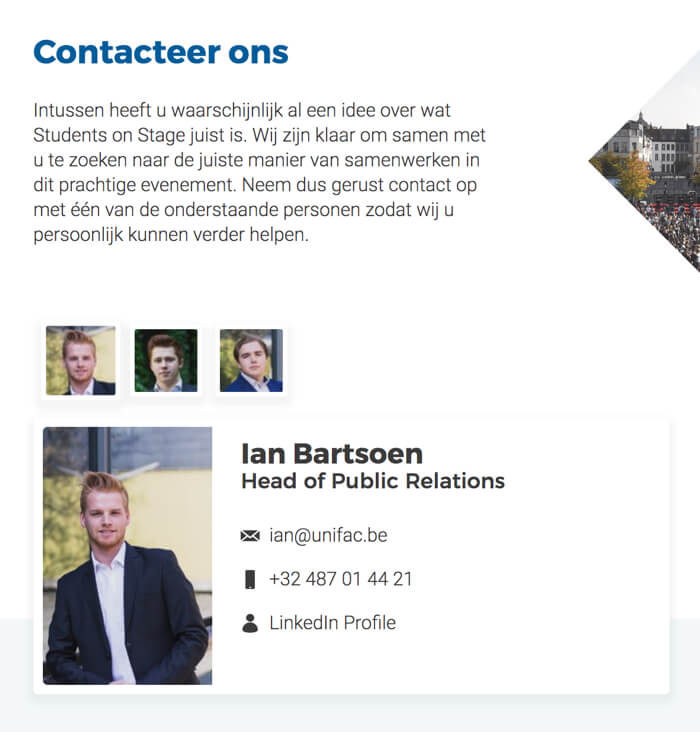 Contacteer ons
Intussen heeft u waarschijnlijk al een idee over wat
Students on Stage juist is. Wij zijn klaar om samen met
u te zoeken naar de juiste manier van samenwerken in
dit prachtige evenement. Neem dus gerust contact op
met één van de onderstaande personen zodat wij u
persoonlijk kunnen verder helpen.
Ian Bartsoen
Head of Public Relations
ian@unifac.be
+32 487 01 44 21
LinkedIn Profile